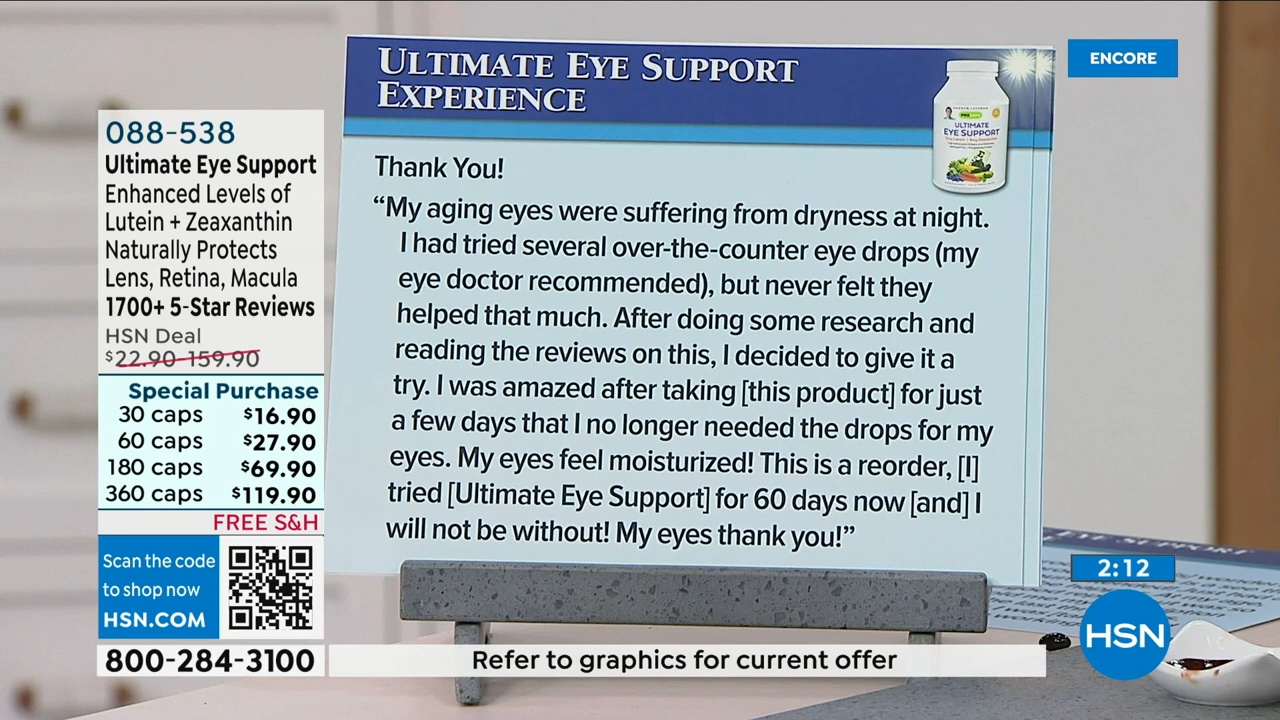 ENCORE
088-538
Ultimate Eye Support
Enhanced Levels of
Lutein + Zeaxanthin
Naturally Protects
Lens, Retina, Macula
1700+ 5-Star Reviews
HSN Deal
$22.90-159.90
Special Purchase
30 caps $16.90
60 caps $27.90
180 caps $69.90
360 caps $119.90
FREE S&H
Scan the code
to shop now
HSN.COM
800-284-3100
Refer to graphics for current offer
ULTIMATE EYE SUPPORT
EXPERIENCE
ULTIMATE
EYE SUPPORT
Thank You!
“My aging eyes were suffering from dryness at night.
I had tried several over-the-counter eye drops (my
eye doctor recommended), but never felt they
helped that much. After doing some research and
reading the reviews on this, I decided to give it a
try. I was amazed after taking [this product] for just
a few days that I no longer needed the drops for my
eyes. My eyes feel moisturized! This is a reorder, [I]
tried [Ultimate Eye Support] for 60 days now [and] I
will not be without! My eyes thank you!”
2:12
HSN